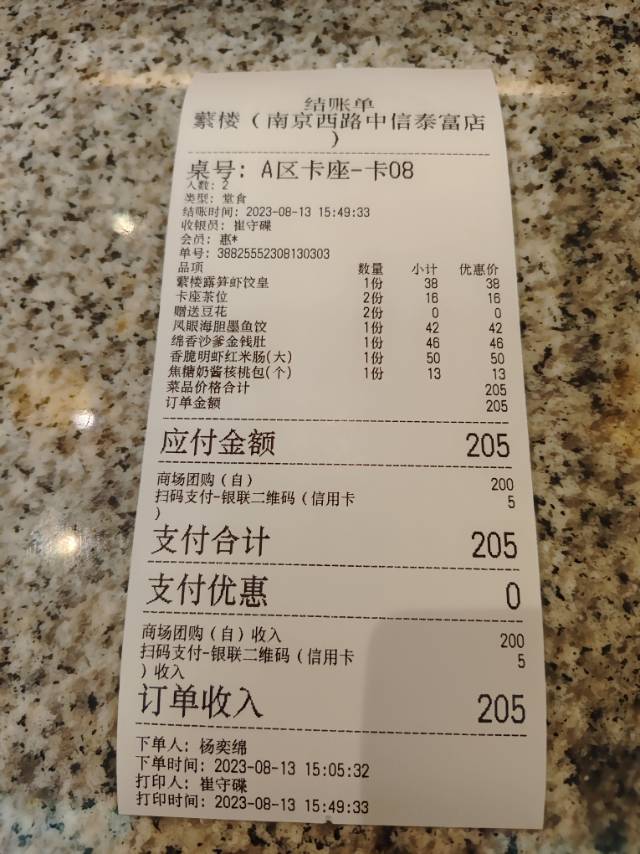 结账单
蘩楼（南京西路中信泰富店
）
桌号: A区卡座-卡08
人数: 2
类型: 堂食
结账时间: 2023-08-13 15:49:33
收银员: 崔守碟
会员: 惠*
单号: 38825552308130303
品项 数量 小计 优惠价
蘩楼露笋虾饺皇 1份 38 38
卡座茶位 2份 16 16
赠送豆花 2份 0 0
凤眼海胆墨鱼饺 1份 42 42
绵香沙爹金钱肚 1份 46 46
香脆明虾红米肠(大) 1份 50 50
焦糖奶酱核桃包(个) 1份 13 13
菜品价格合计 205
订单金额 205
应付金额 205
商场团购（自） 200
扫码支付-银联二维码（信用卡 5
）
支付合计 205
支付优惠 0
商场团购（自）收入 200
扫码支付-银联二维码（信用卡 5
）收入
订单收入 205
下单人: 杨奕绵
下单时间: 2023-08-13 15:05:32
打印人: 崔守碟
打印时间: 2023-08-13 15:49:33